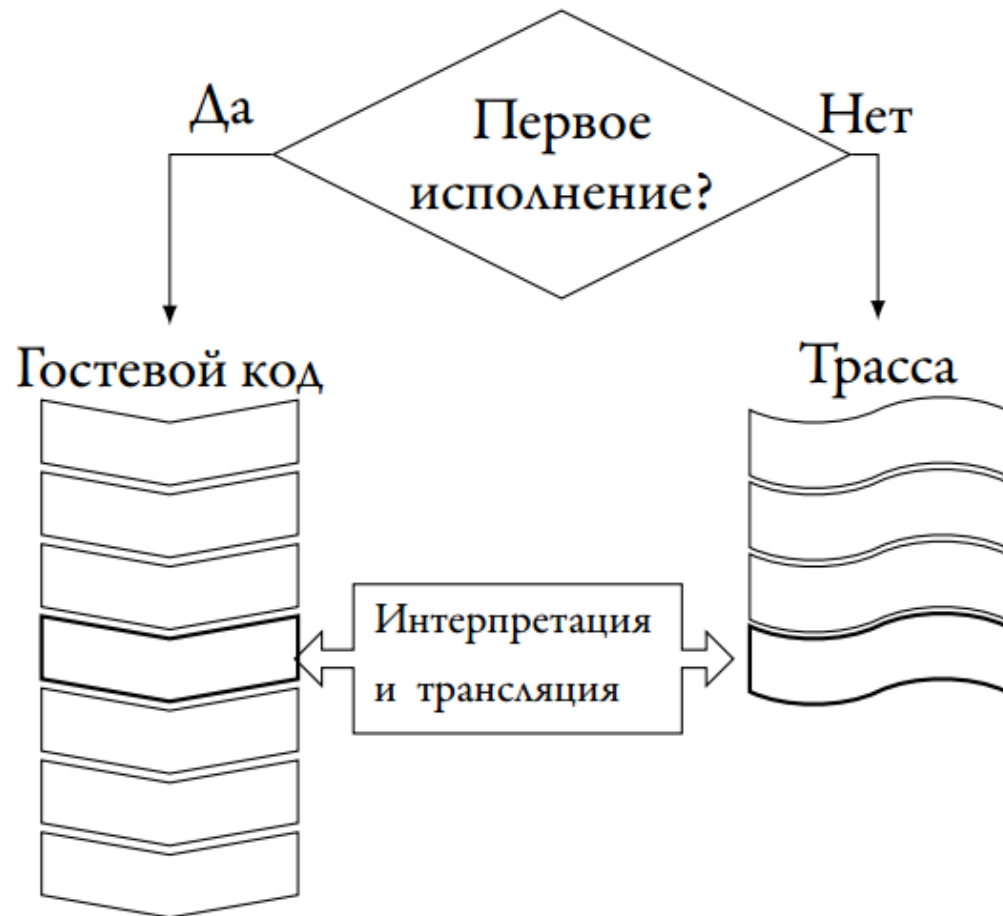 Да
Первое
исполнение?
Нет
Гостевой код
Трасса
Интерпретация
и трансляция